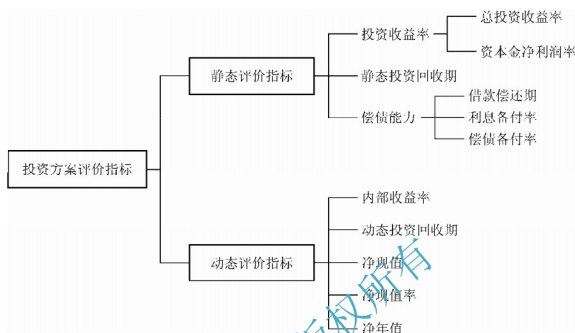 投资方案评价指标
静态评价指标
投资收益率
总投资收益率
资本金净利润率
静态投资回收期
偿债能力
借款偿还期
利息备付率
偿债备付率
动态评价指标
内部收益率
动态投资回收期
净现值
净现值率
净年值
版权所有